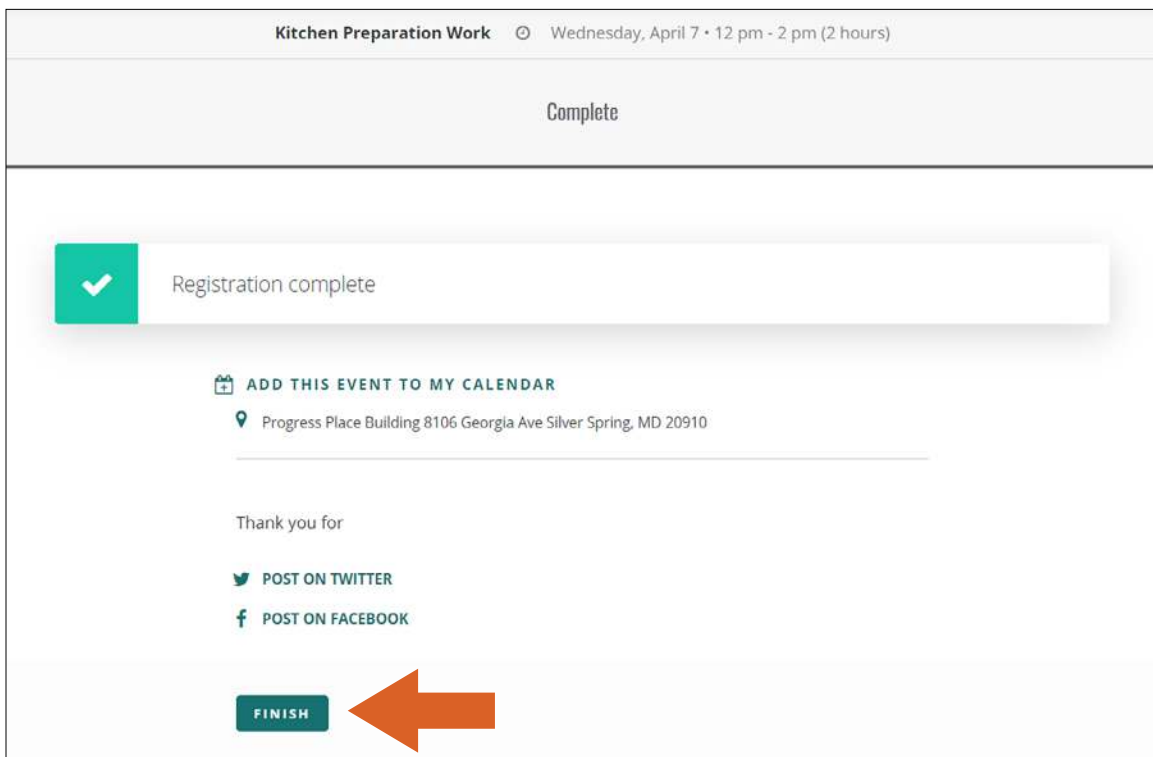 Kitchen Preparation Work Wednesday, April 7 • 12 pm - 2 pm (2 hours)
Complete
Registration complete
ADD THIS EVENT TO MY CALENDAR
Progress Place Building 8106 Georgia Ave Silver Spring, MD 20910
Thank you for
POST ON TWITTER
POST ON FACEBOOK
FINISH